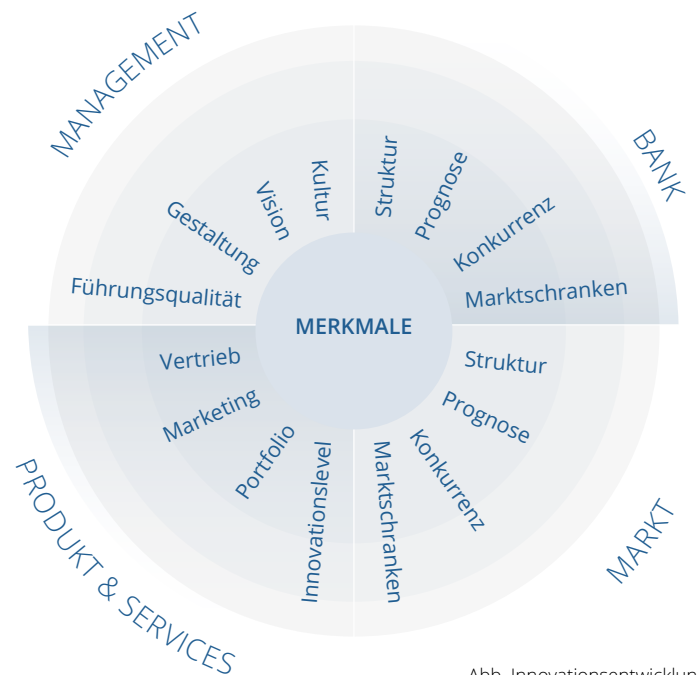 MANAGEMENT
Führungsqualität
Gestaltung
Vision
Kultur
BANK
Struktur
Prognose
Konkurrenz
Marktschranken
MERKMALE
MARKT
Struktur
Prognose
Konkurrenz
Marktschranken
PRODUKT & SERVICES
Vertrieb
Marketing
Portfolio
Innovationslevel